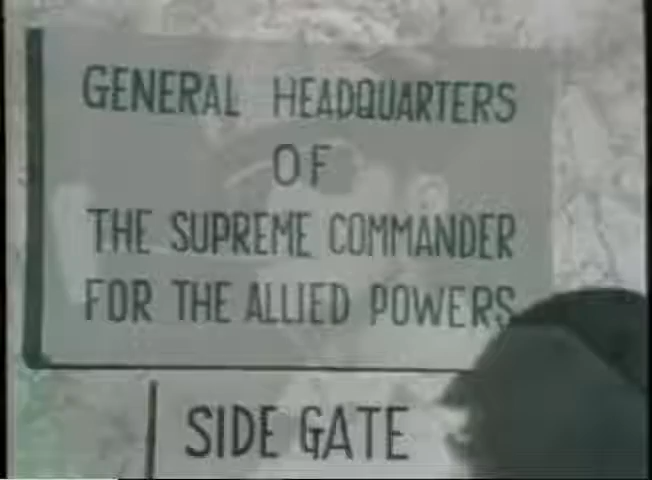 GENERAL HEADQUARTERS
OF
THE SUPREME COMMANDER
FOR THE ALLIED POWERS
SIDE GATE